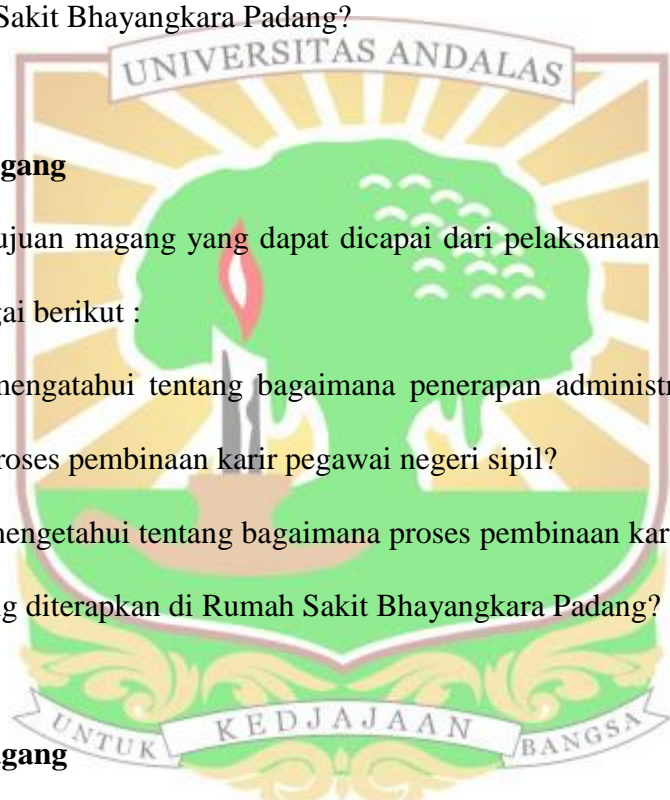 Sakit Bhayangkara Padang?
UNIVERSITAS ANDALAS
gang
ujuan magang yang dapat dicapai dari pelaksanaan
gai berikut :
mengatahui tentang bagaimana penerapan administr
roses pembinaan karir pegawai negeri sipil?
mengetahui tentang bagaimana proses pembinaan kar
ng diterapkan di Rumah Sakit Bhayangkara Padang?
UNTUK KEDJAJAAN BANGSA
gang